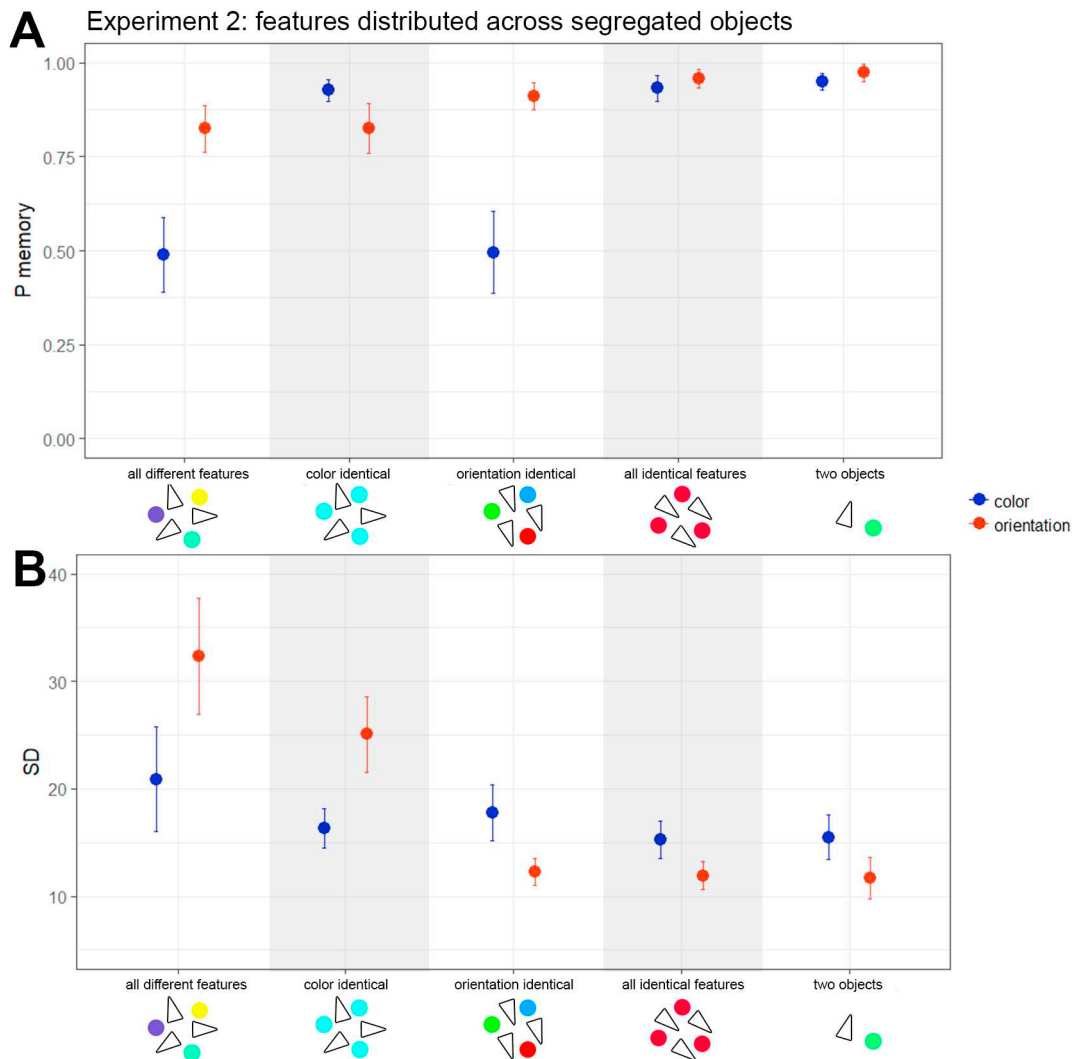 A
Experiment 2: features distributed across segregated objects
P memory
1.00
0.75
0.50
0.25
0.00
all different features
color identical
orientation identical
all identical features
two objects
color
orientation
B
SD
40
30
20
10
all different features
color identical
orientation identical
all identical features
two objects